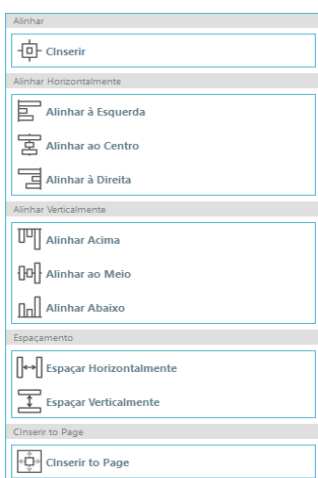 Alinhar
CInserir
Alinhar Horizontalmente
Alinhar à Esquerda
Alinhar ao Centro
Alinhar à Direita
Alinhar Verticalmente
Alinhar Acima
Alinhar ao Meio
Alinhar Abaixo
Espaçamento
Espaçar Horizontalmente
Espaçar Verticalmente
CInserir to Page
CInserir to Page